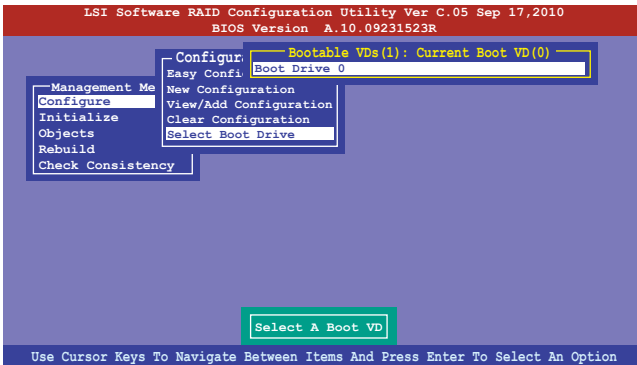 LSI Software RAID Configuration Utility Ver C.05 Sep 17,2010
BIOS Version A.10.09231523R
Bootable VDs(1): Current Boot VD(0)
Boot Drive 0
Configur
Easy Confi
New Configuration
View/Add Configuration
Clear Configuration
Select Boot Drive
Management Me
Configure
Initialize
Objects
Rebuild
Check Consistency
Select A Boot VD
Use Cursor Keys To Navigate Between Items And Press Enter To Select An Option